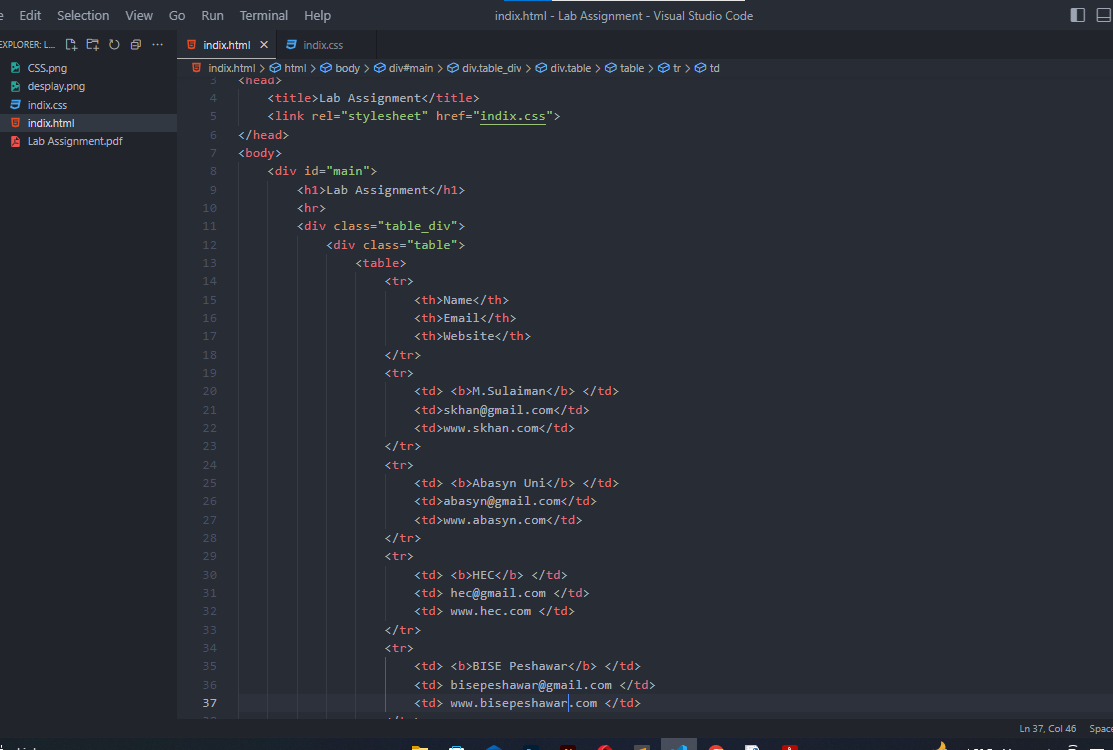 Edit Selection View Go Run Terminal Help indix.html - Lab Assignment - Visual Studio Code
EXPLORER: L... indix.html indix.css
indix.html > html > body > div#main > div.table_div > div.table > table > tr > td
CSS.png
desplay.png
indix.css
indix.html
Lab Assignment.pdf
3 <head>
4 <title>Lab Assignment</title>
5 <link rel="stylesheet" href="indix.css">
6 </head>
7 <body>
8 <div id="main">
9 <h1>Lab Assignment</h1>
10 <hr>
11 <div class="table_div">
12 <div class="table">
13 <table>
14 <tr>
15 <th>Name</th>
16 <th>Email</th>
17 <th>Website</th>
18 </tr>
19 <tr>
20 <td> <b>M.Sulaiman</b> </td>
21 <td>skhan@gmail.com</td>
22 <td>www.skhan.com</td>
23 </tr>
24 <tr>
25 <td> <b>Abasyn Uni</b> </td>
26 <td>abasyn@gmail.com</td>
27 <td>www.abasyn.com</td>
28 </tr>
29 <tr>
30 <td> <b>HEC</b> </td>
31 <td> hec@gmail.com </td>
32 <td> www.hec.com </td>
33 </tr>
34 <tr>
35 <td> <b>BISE Peshawar</b> </td>
36 <td> bisepeshawar@gmail.com </td>
37 <td> www.bisepeshawar.com </td>
Ln 37, Col 46 Space